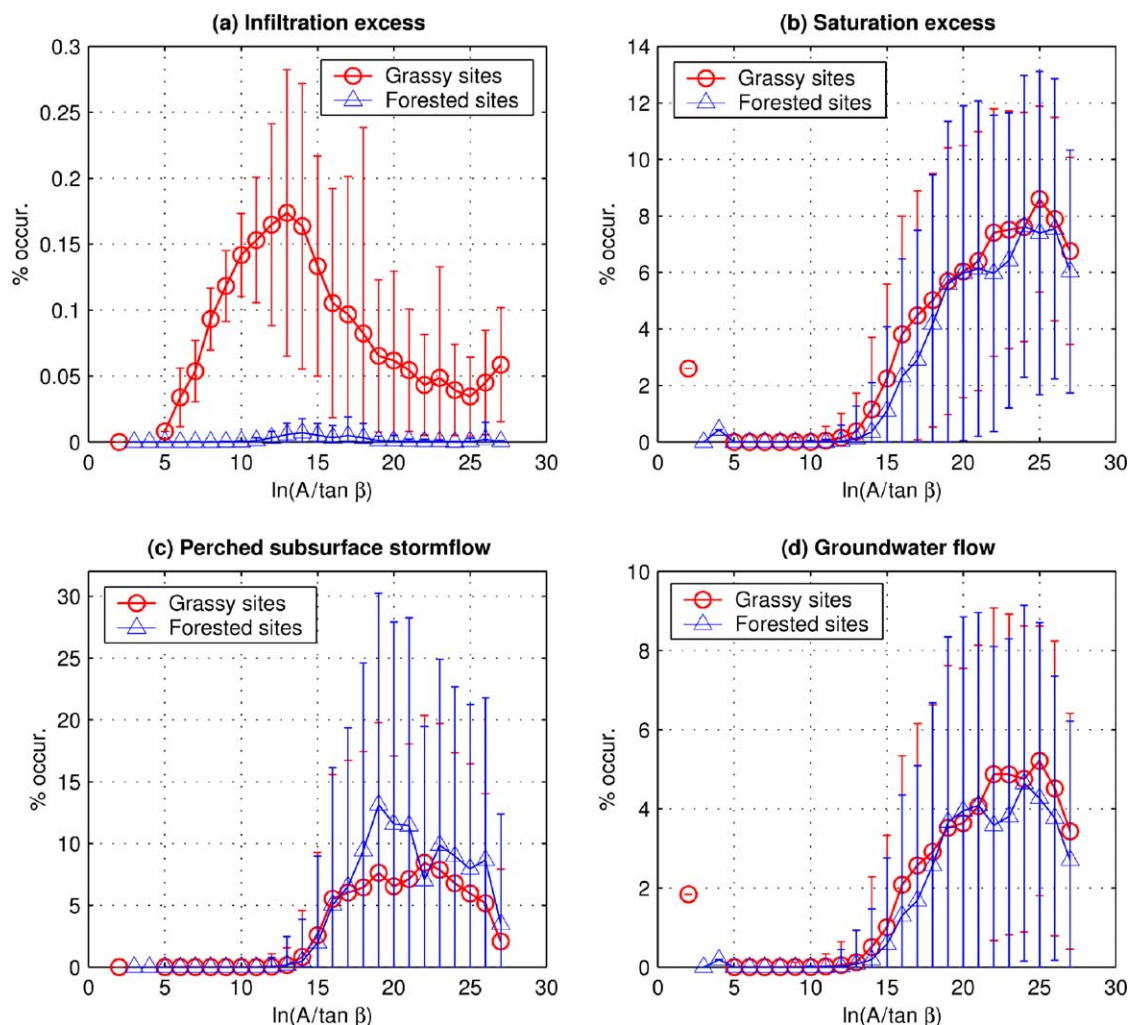 (a) Infiltration excess
0.3
0.25
0.2
0.15
0.1
0.05
0
% occur.
Grassy sites
Forested sites
0 5 10 15 20 25 30
ln(A/tan β)
(b) Saturation excess
14
12
10
8
6
4
2
0
% occur.
Grassy sites
Forested sites
0 5 10 15 20 25 30
ln(A/tan β)
(c) Perched subsurface stormflow
30
25
20
15
10
5
0
% occur.
Grassy sites
Forested sites
0 5 10 15 20 25 30
ln(A/tan β)
(d) Groundwater flow
10
8
6
4
2
0
% occur.
Grassy sites
Forested sites
0 5 10 15 20 25 30
ln(A/tan β)